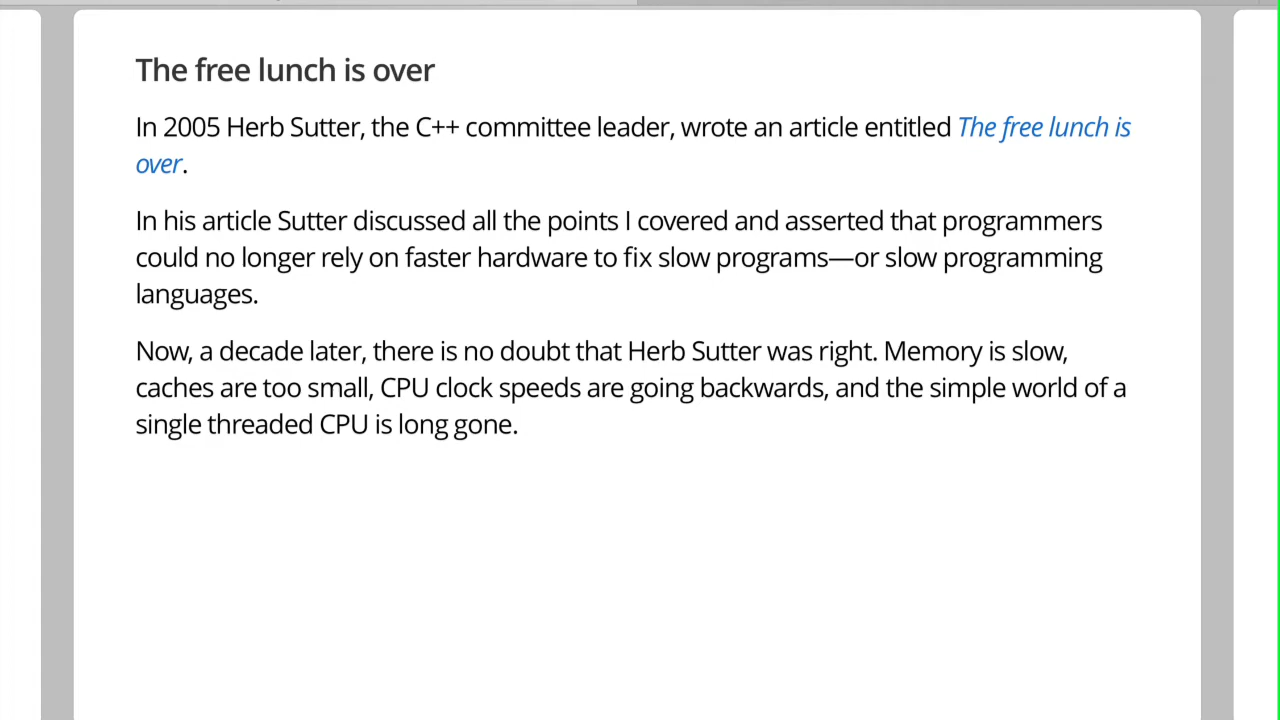 The free lunch is over
In 2005 Herb Sutter, the C++ committee leader, wrote an article entitled The free lunch is
over.
In his article Sutter discussed all the points I covered and asserted that programmers
could no longer rely on faster hardware to fix slow programs—or slow programming
languages.
Now, a decade later, there is no doubt that Herb Sutter was right. Memory is slow,
caches are too small, CPU clock speeds are going backwards, and the simple world of a
single threaded CPU is long gone.